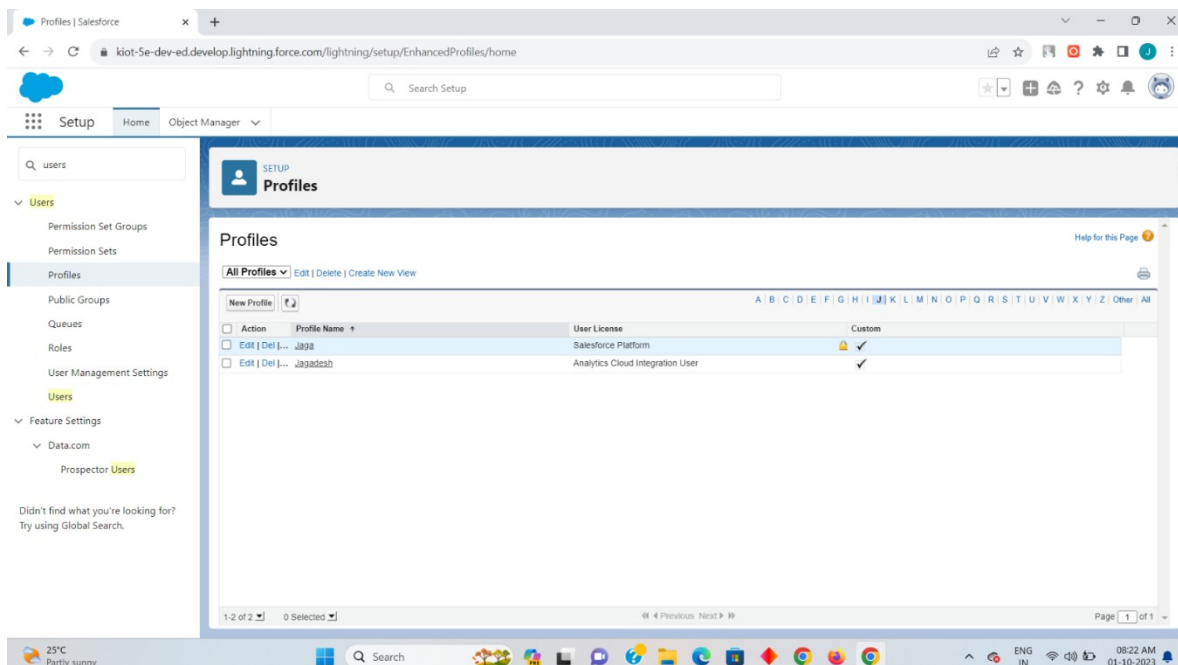 Profiles | Salesforce
kiot-5e-dev-ed.develop.lightning.force.com/lightning/setup/EnhancedProfiles/home
J
Search Setup
Setup Home Object Manager
users
SETUP
Profiles
Users
Permission Set Groups
Permission Sets
Profiles
Public Groups
Queues
Roles
User Management Settings
Users
Feature Settings
Data.com
Prospector Users
Didn't find what you're looking for?
Try using Global Search.
Profiles
Help for this Page
All Profiles Edit | Delete | Create New View
New Profile A | B | C | D | E | F | G | H | I | J | K | L | M | N | O | P | Q | R | S | T | U | V | W | X | Y | Z | Other | All
Action Profile Name User License Custom
Edit | Del |... Jaga Salesforce Platform
Edit | Del |... Jagadesh Analytics Cloud Integration User
1-2 of 2 0 Selected Previous Next Page 1 of 1
25°C
Partly sunny
Search
ENG
IN
08:22 AM
01-10-2023